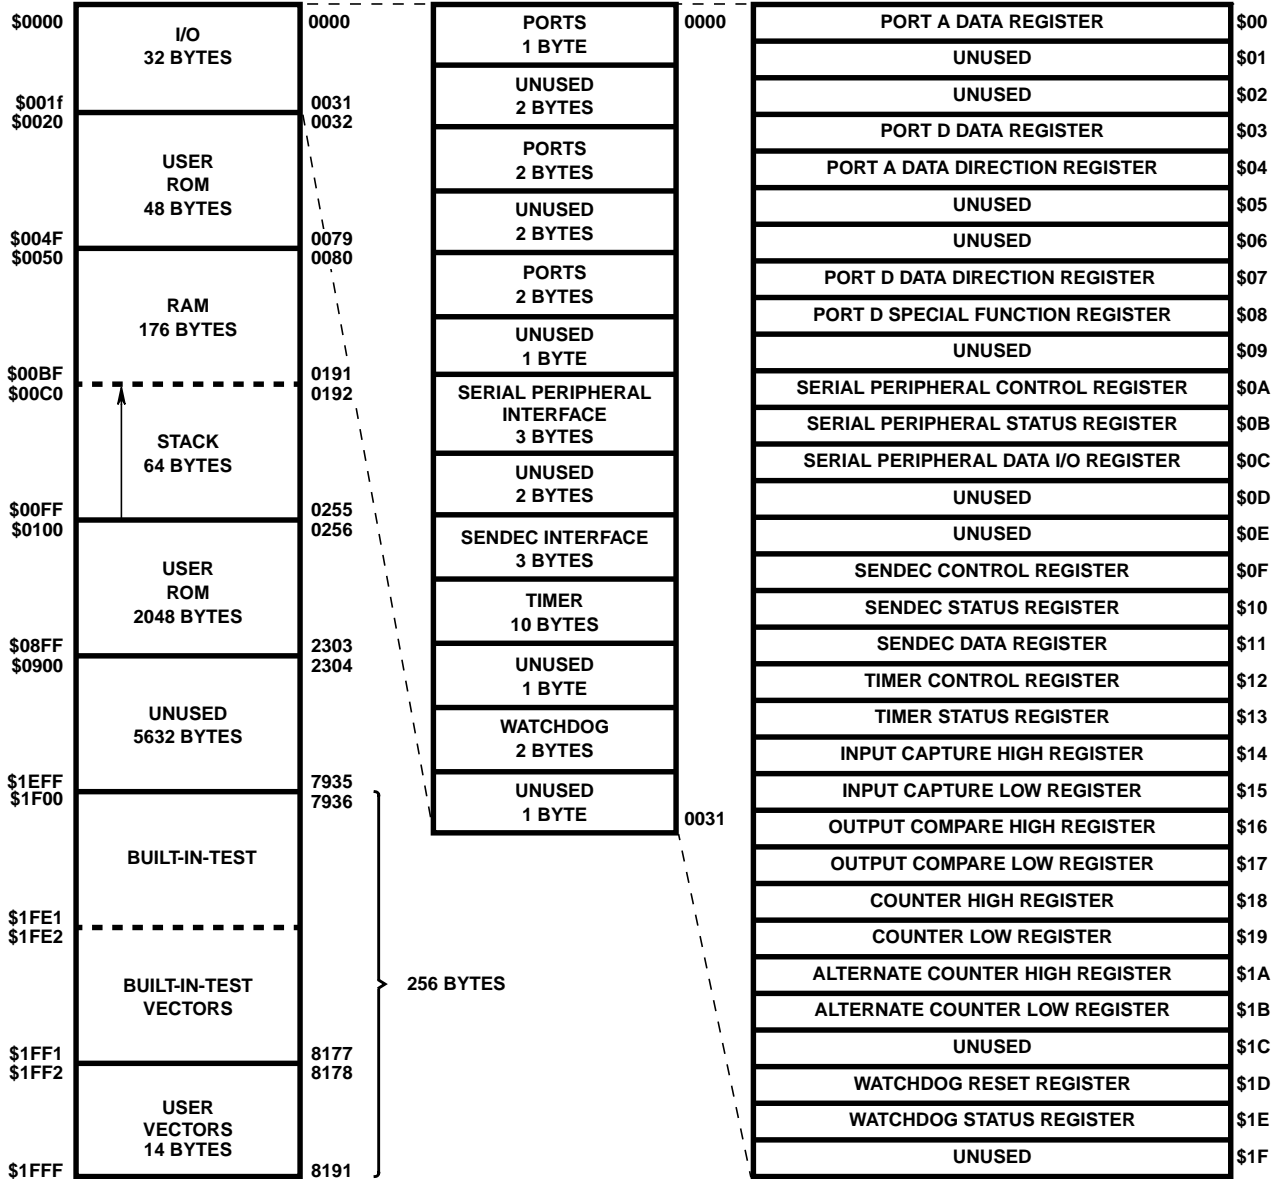 $0000
I/O
32 BYTES
0000
$001f
0031
$0020
0032
USER
ROM
48 BYTES
$004F
0079
$0050
0080
RAM
176 BYTES
$00BF
0191
$00C0
0192
STACK
64 BYTES
$00FF
0255
$0100
0256
USER
ROM
2048 BYTES
$08FF
2303
$0900
2304
UNUSED
5632 BYTES
$1EFF
7935
$1F00
7936
BUILT-IN-TEST
$1FE1
$1FE2
BUILT-IN-TEST
VECTORS
$1FF1
8177
$1FF2
8178
USER
VECTORS
14 BYTES
$1FFF
8191
256 BYTES
PORTS
1 BYTE
0000
UNUSED
2 BYTES
PORTS
2 BYTES
UNUSED
2 BYTES
PORTS
2 BYTES
UNUSED
1 BYTE
SERIAL PERIPHERAL
INTERFACE
3 BYTES
UNUSED
2 BYTES
SENDEC INTERFACE
3 BYTES
TIMER
10 BYTES
UNUSED
1 BYTE
WATCHDOG
2 BYTES
UNUSED
1 BYTE
0031
PORT A DATA REGISTER $00
UNUSED $01
UNUSED $02
PORT D DATA REGISTER $03
PORT A DATA DIRECTION REGISTER $04
UNUSED $05
UNUSED $06
PORT D DATA DIRECTION REGISTER $07
PORT D SPECIAL FUNCTION REGISTER $08
UNUSED $09
SERIAL PERIPHERAL CONTROL REGISTER $0A
SERIAL PERIPHERAL STATUS REGISTER $0B
SERIAL PERIPHERAL DATA I/O REGISTER $0C
UNUSED $0D
UNUSED $0E
SENDEC CONTROL REGISTER $0F
SENDEC STATUS REGISTER $10
SENDEC DATA REGISTER $11
TIMER CONTROL REGISTER $12
TIMER STATUS REGISTER $13
INPUT CAPTURE HIGH REGISTER $14
INPUT CAPTURE LOW REGISTER $15
OUTPUT COMPARE HIGH REGISTER $16
OUTPUT COMPARE LOW REGISTER $17
COUNTER HIGH REGISTER $18
COUNTER LOW REGISTER $19
ALTERNATE COUNTER HIGH REGISTER $1A
ALTERNATE COUNTER LOW REGISTER $1B
UNUSED $1C
WATCHDOG RESET REGISTER $1D
WATCHDOG STATUS REGISTER $1E
UNUSED $1F